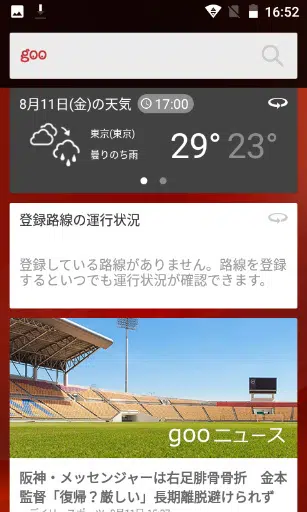 16:52
goo
8月11日(金)の天気 17:00
東京(東京)
曇りのち雨
29° 23°
登録路線の運行状況
登録している路線がありません。路線を登録
するといつでも運行状況が確認できます。
goo ニュース
阪神・メッセンジャーは右足腓骨骨折 金本
監督「復帰？厳しい」長期離脱避けられず